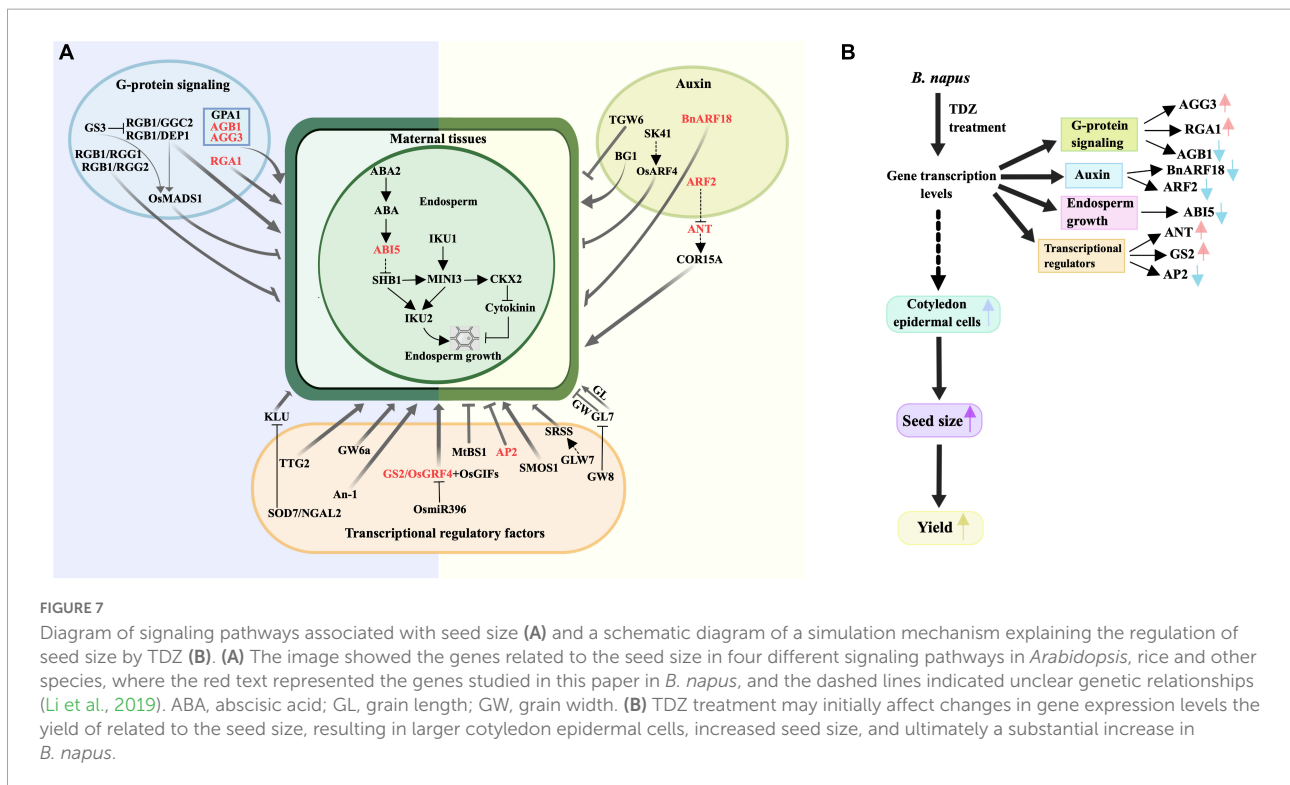 A
G-protein signaling
GS3
RGB1/GGC2
RGB1/DEP1
GPA1
AGB1
AGG3
RGB1/RGG1
RGB1/RGG2
RGA1
OsMADS1
Maternal tissues
ABA2
ABA
Endosperm
ABI5
IKU1
SHB1
MINI3
CKX2
IKU2
Cytokinin
Endosperm growth
Auxin
TGW6
BnARF18
SK41
BG1
OsARF4
ARF2
ANT
COR15A
KLU
TTG2
GW6a
An-1
SOD7/NGAL2
GS2/OsGRF4+OsGIFs
OsmiR396
MtBS1
AP2
SMOS1
SRSS
GLW7
GL
GW
GL7
GW8
Transcriptional regulatory factors
B
B. napus
TDZ
treatment
Gene transcription
levels
G-protein
signaling
AGG3
RGA1
AGB1
Auxin
BnARF18
ARF2
Endosperm
growth
ABI5
Transcriptional
regulators
ANT
GS2
AP2
Cotyledon
epidermal cells
Seed size
Yield
FIGURE 7
Diagram of signaling pathways associated with seed size (A) and a schematic diagram of a simulation mechanism explaining the regulation of
seed size by TDZ (B). (A) The image showed the genes related to the seed size in four different signaling pathways in Arabidopsis, rice and other
species, where the red text represented the genes studied in this paper in B. napus, and the dashed lines indicated unclear genetic relationships
(Li et al., 2019). ABA, abscisic acid; GL, grain length; GW, grain width. (B) TDZ treatment may initially affect changes in gene expression levels the
yield of related to the seed size, resulting in larger cotyledon epidermal cells, increased seed size, and ultimately a substantial increase in
B. napus.